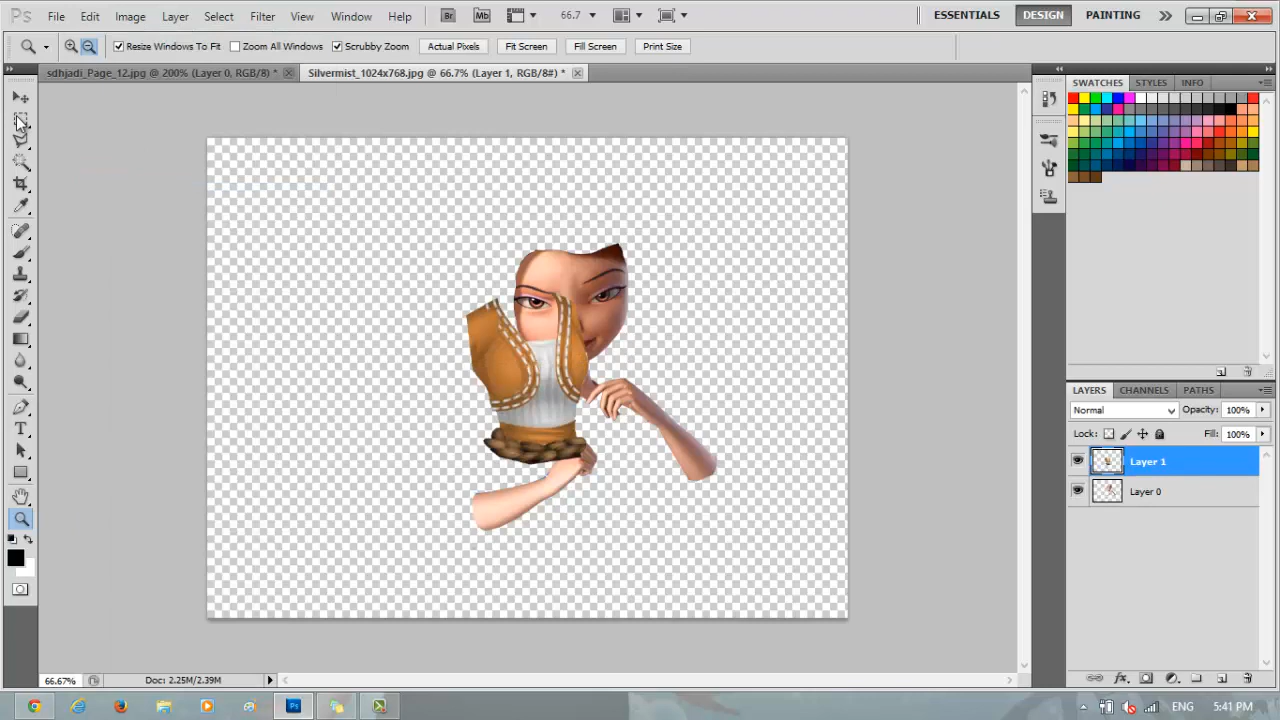 Ps File Edit Image Layer Select Filter View Window Help Br Mb 66.7 ESSENTIALS DESIGN PAINTING
Resize Windows To Fit Zoom All Windows Scrubby Zoom Actual Pixels Fit Screen Fill Screen Print Size
sdhjadi_Page_12.jpg @ 200% (Layer 0, RGB/8) * Silvermist_1024x768.jpg @ 66.7% (Layer 1, RGB/8#) *
SWATCHES STYLES INFO
LAYERS CHANNELS PATHS
Normal Opacity: 100%
Lock: Fill: 100%
Layer 1
Layer 0
66.67% Doc: 2.25M/2.39M
Ps ENG 5:41 PM